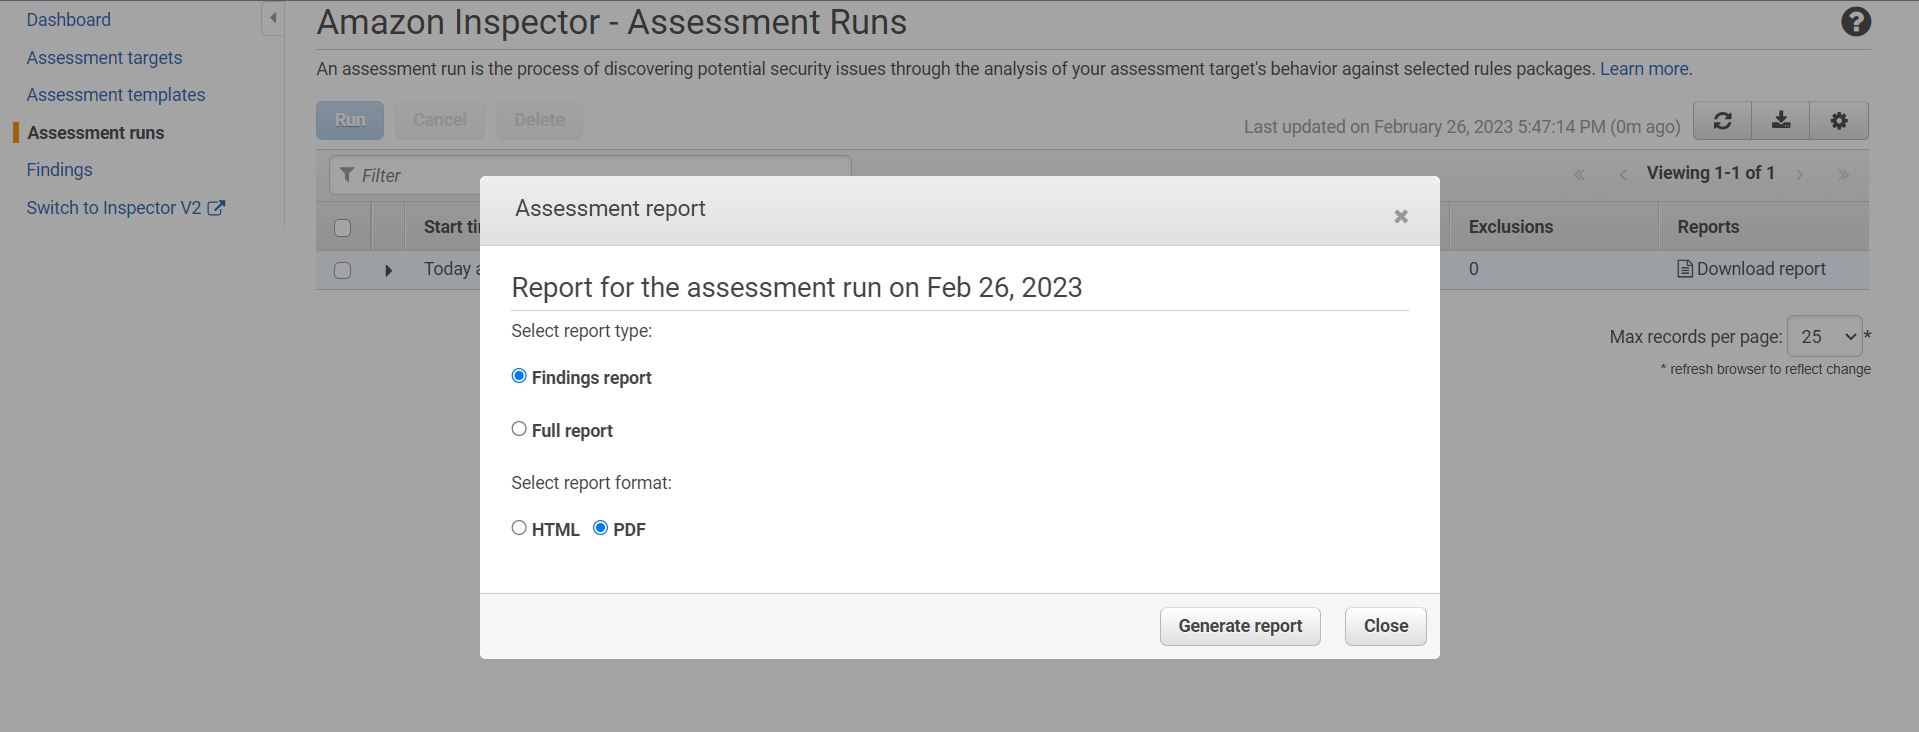 Dashboard
Assessment targets
Assessment templates
Assessment runs
Findings
Switch to Inspector V2
Amazon Inspector - Assessment Runs
?
An assessment run is the process of discovering potential security issues through the analysis of your assessment target's behavior against selected rules packages. Learn more.
Run Cancel Delete
Last updated on February 26, 2023 5:47:14 PM (0m ago)
Filter
« ‹ Viewing 1-1 of 1 › »
Start Exclusions Reports
Today 0 Download report
Max records per page: 25 *
* refresh browser to reflect change
Assessment report
×
Report for the assessment run on Feb 26, 2023
Select report type:
Findings report
Full report
Select report format:
HTML PDF
Generate report Close